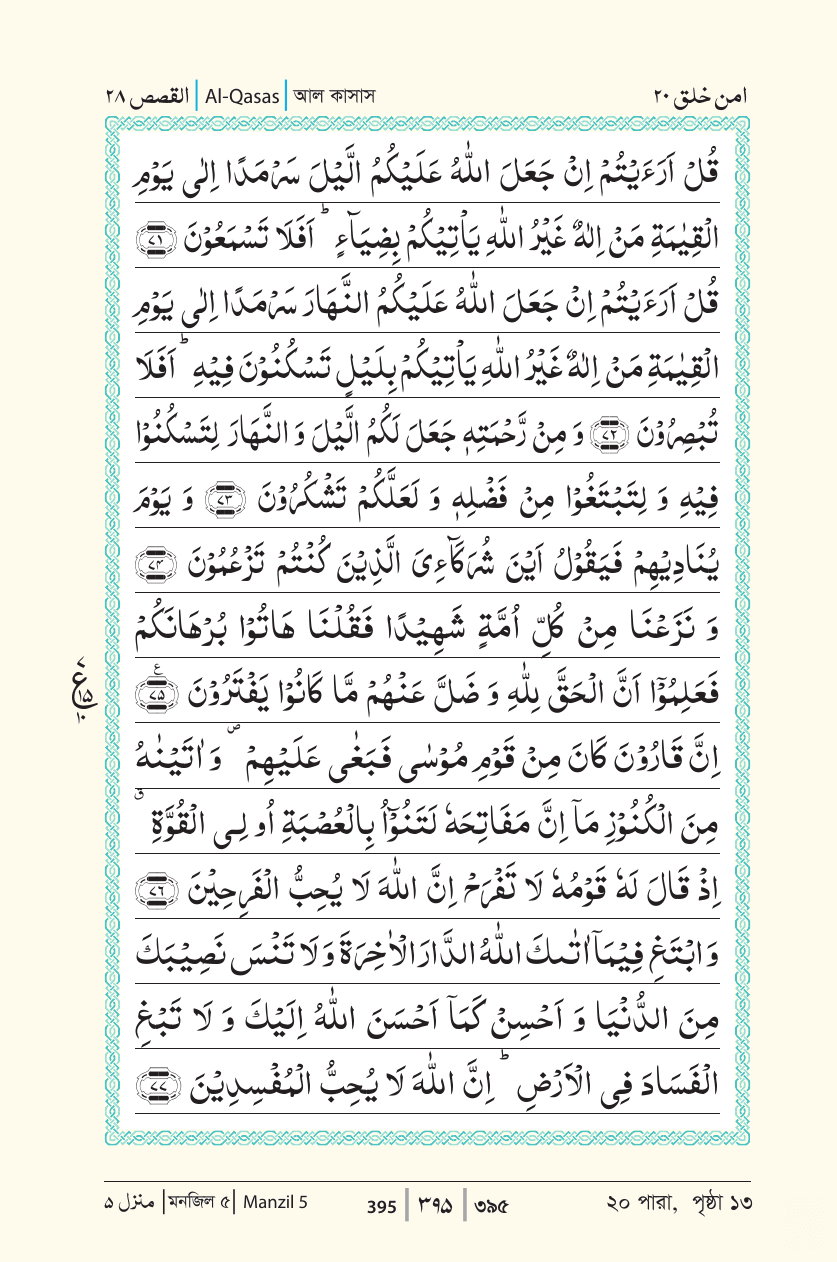 القصص ٢٨ | Al-Qasas | আল কাসাস امن خلق ٢٠
قُلۡ اَرَءَيۡتُمۡ اِنۡ جَعَلَ اللّٰهُ عَلَيۡكُمُ الَّيۡلَ سَرۡمَدًا اِلٰى يَوۡمِ
الۡقِيٰمَةِ مَنۡ اِلٰهٌ غَيۡرُ اللّٰهِ يَاۡتِيۡكُمۡ بِضِيَآءٍ ؕ اَفَلَا تَسۡمَعُوۡنَ ﴿٧١﴾
قُلۡ اَرَءَيۡتُمۡ اِنۡ جَعَلَ اللّٰهُ عَلَيۡكُمُ النَّهَارَ سَرۡمَدًا اِلٰى يَوۡمِ
الۡقِيٰمَةِ مَنۡ اِلٰهٌ غَيۡرُ اللّٰهِ يَاۡتِيۡكُمۡ بِلَيۡلٍ تَسۡكُنُوۡنَ فِيۡهِ ؕ اَفَلَا
تُبۡصِرُوۡنَ ﴿٧٢﴾ وَ مِنۡ رَّحۡمَتِهٖ جَعَلَ لَكُمُ الَّيۡلَ وَ النَّهَارَ لِتَسۡكُنُوۡا
فِيۡهِ وَ لِتَبۡتَغُوۡا مِنۡ فَضۡلِهٖ وَ لَعَلَّكُمۡ تَشۡكُرُوۡنَ ﴿٧٣﴾ وَ يَوۡمَ
يُنَادِيۡهِمۡ فَيَقُوۡلُ اَيۡنَ شُرَكَآءِىَ الَّذِيۡنَ كُنۡتُمۡ تَزۡعُمُوۡنَ ﴿٧٤﴾
وَ نَزَعۡنَا مِنۡ كُلِّ اُمَّةٍ شَهِيۡدًا فَقُلۡنَا هَاتُوۡا بُرۡهَانَكُمۡ
فَعَلِمُوۡۤا اَنَّ الۡحَقَّ لِلّٰهِ وَ ضَلَّ عَنۡهُمۡ مَّا كَانُوۡا يَفۡتَرُوۡنَ ﴿٧٥﴾ع
٧ ع ١٥ ١٠
اِنَّ قَارُوۡنَ كَانَ مِنۡ قَوۡمِ مُوۡسٰى فَبَغٰى عَلَيۡهِمۡ ۖ وَ اٰتَيۡنٰهُ
مِنَ الۡكُنُوۡزِ مَاۤ اِنَّ مَفَاتِحَهٗ لَتَنُوۡٓاُ بِالۡعُصۡبَةِ اُولِى الۡقُوَّةِ ق
اِذۡ قَالَ لَهٗ قَوۡمُهٗ لَا تَفۡرَحۡ اِنَّ اللّٰهَ لَا يُحِبُّ الۡفَرِحِيۡنَ ﴿٧٦﴾
وَ ابۡتَغِ فِيۡمَاۤ اٰتٰٮكَ اللّٰهُ الدَّارَ الۡاٰخِرَةَ وَ لَا تَنۡسَ نَصِيۡبَكَ
مِنَ الدُّنۡيَا وَ اَحۡسِنۡ كَمَاۤ اَحۡسَنَ اللّٰهُ اِلَيۡكَ وَ لَا تَبۡغِ
الۡفَسَادَ فِى الۡاَرۡضِ ؕ اِنَّ اللّٰهَ لَا يُحِبُّ الۡمُفۡسِدِيۡنَ ﴿٧٧﴾
منزل ۵ | মনজিল ৫ | Manzil 5 395 | ٣٩٥ | ৩৯৫ ২০ পারা, পৃষ্ঠা ১৩